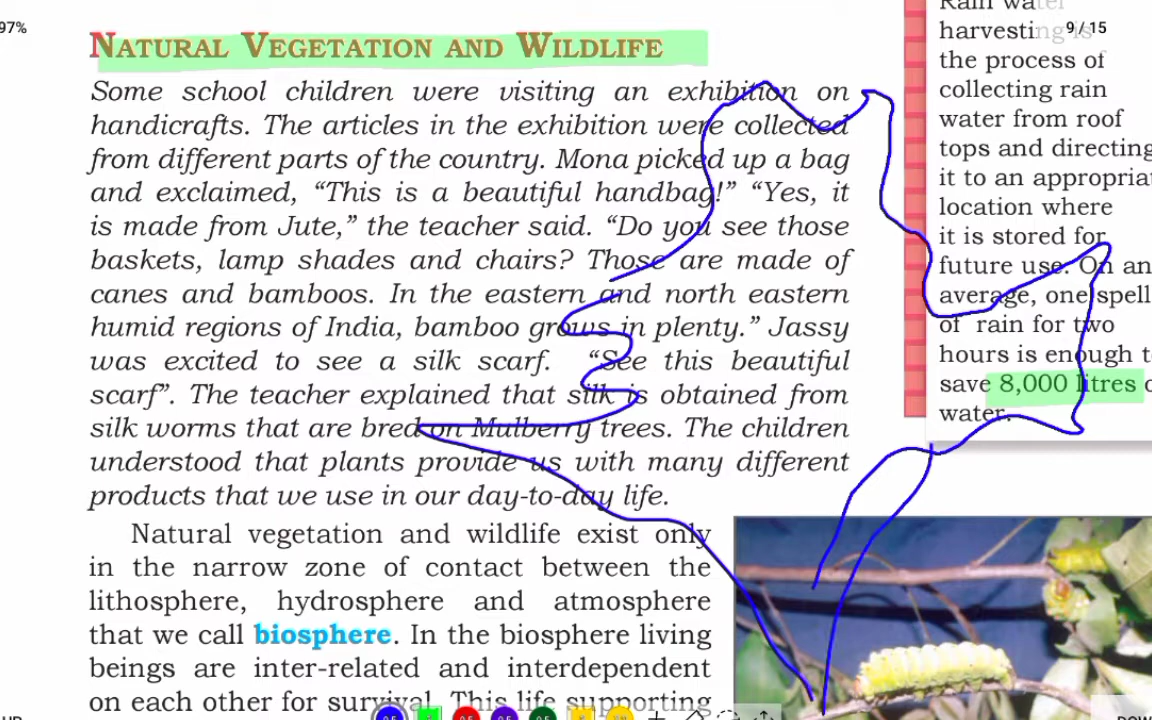 97%
9 / 15
NATURAL VEGETATION AND WILDLIFE
Some school children were visiting an exhibition on
handicrafts. The articles in the exhibition were collected
from different parts of the country. Mona picked up a bag
and exclaimed, “This is a beautiful handbag!” “Yes, it
is made from Jute,” the teacher said. “Do you see those
baskets, lamp shades and chairs? Those are made of
canes and bamboos. In the eastern and north eastern
humid regions of India, bamboo grows in plenty.” Jassy
was excited to see a silk scarf. “See this beautiful
scarf”. The teacher explained that silk is obtained from
silk worms that are bred on Mulberry trees. The children
understood that plants provide us with many different
products that we use in our day-to-day life.
Natural vegetation and wildlife exist only
in the narrow zone of contact between the
lithosphere, hydrosphere and atmosphere
that we call biosphere. In the biosphere living
beings are inter-related and interdependent
on each other for survival. This life supporting
Rain water
harvesting is
the process of
collecting rain
water from roof
tops and directing
it to an appropriat
location where
it is stored for
future use. On an
average, one spell
of rain for two
hours is enough t
save 8,000 litres o
water.